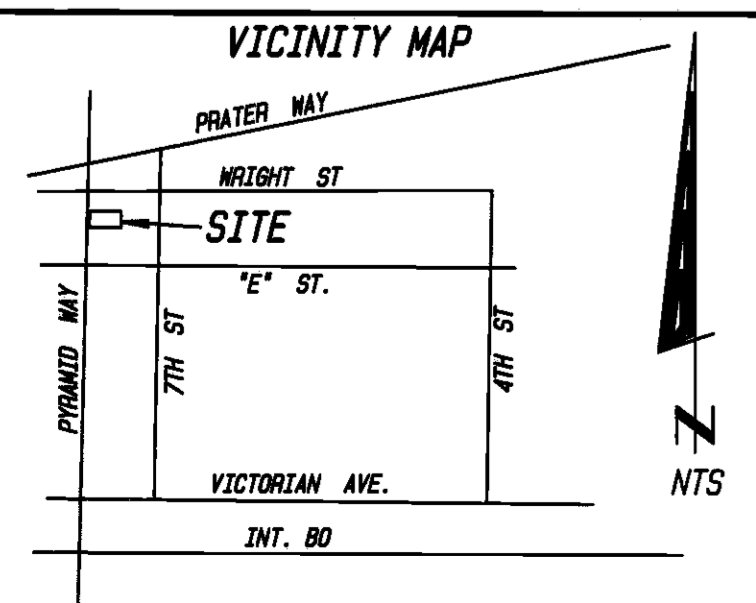 VICINITY MAP
PRATER WAY
WRIGHT ST
SITE
"E" ST.
PYRAMID WAY
7TH ST
4TH ST
VICTORIAN AVE.
INT. 80
N
NTS